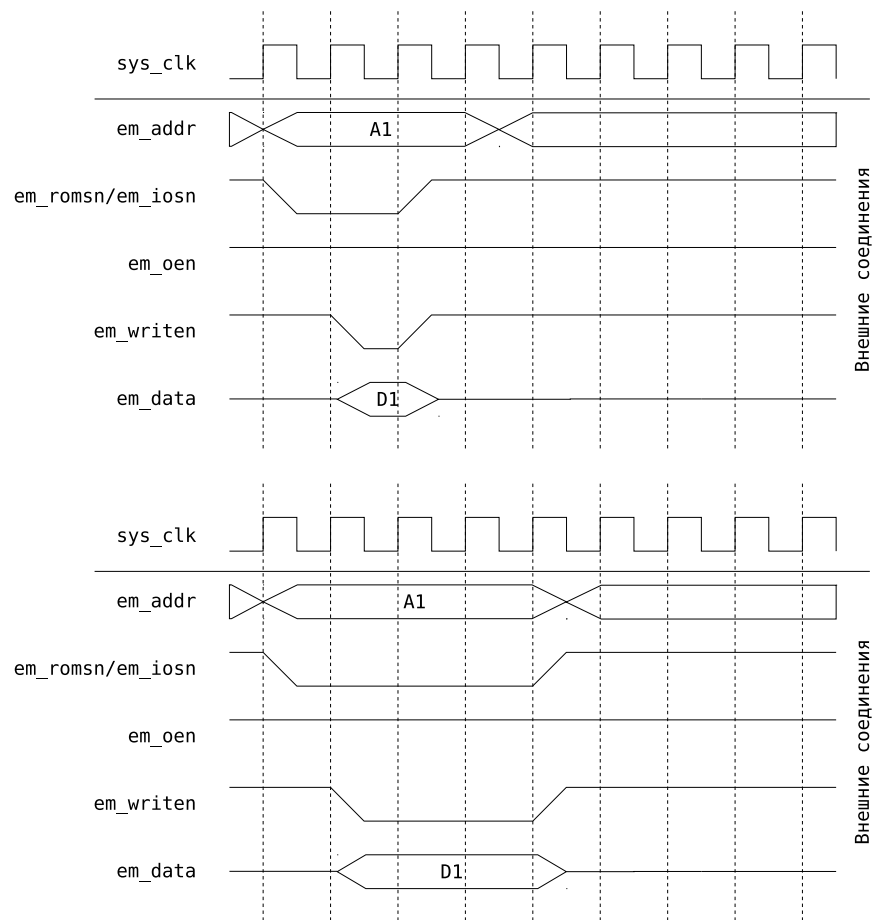 sys_clk
em_addr
A1
em_romsn/em_iosn
em_oen
em_writen
em_data
D1
Внешние соединения
sys_clk
em_addr
A1
em_romsn/em_iosn
em_oen
em_writen
em_data
D1
Внешние соединения